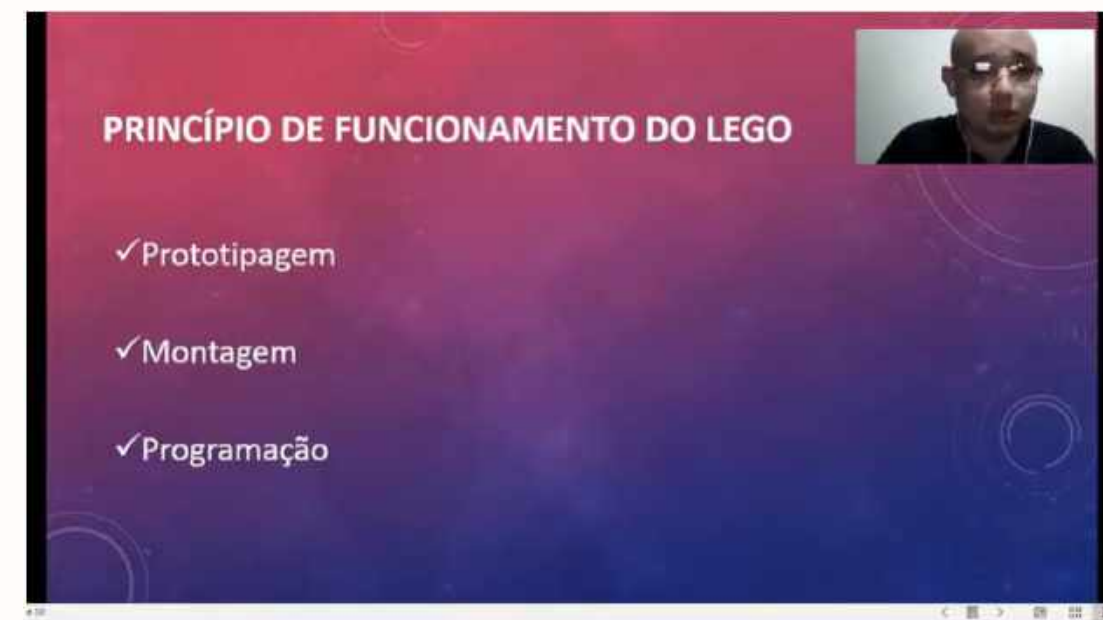 PRINCÍPIO DE FUNCIONAMENTO DO LEGO
✓Prototipagem
✓Montagem
✓Programação